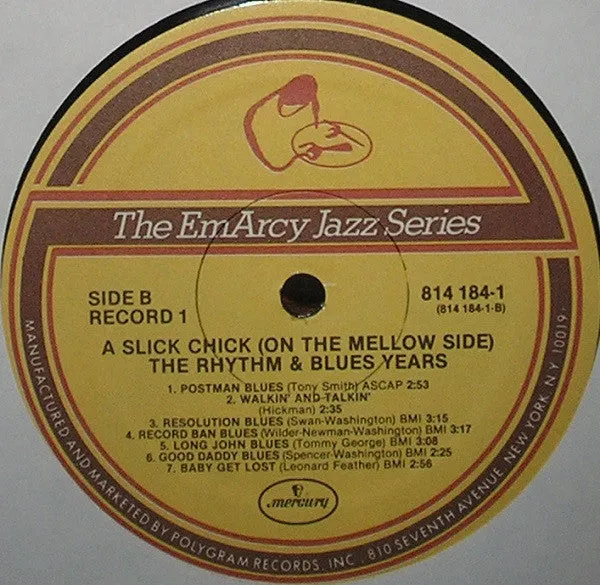 The EmArcy Jazz Series
SIDE B
RECORD 1
814 184-1
(814 184-1-B)
A SLICK CHICK (ON THE MELLOW SIDE)
THE RHYTHM & BLUES YEARS
1. POSTMAN BLUES (Tony Smith) ASCAP 2:53
2. WALKIN' AND TALKIN'
(Hickman) 2:35
3. RESOLUTION BLUES (Swan-Washington) BMI 3:15
4. RECORD BAN BLUES (Wilder-Newman-Washington) BMI 3:17
5. LONG JOHN BLUES (Tommy George) BMI 3:08
6. GOOD DADDY BLUES (Spencer-Washington) BMI 2:25
7. BABY GET LOST (Leonard Feather) BMI 2:56
mercury
MANUFACTURED AND MARKETED BY POLYGRAM RECORDS, INC., 810 SEVENTH AVENUE, NEW YORK, N.Y. 10019.